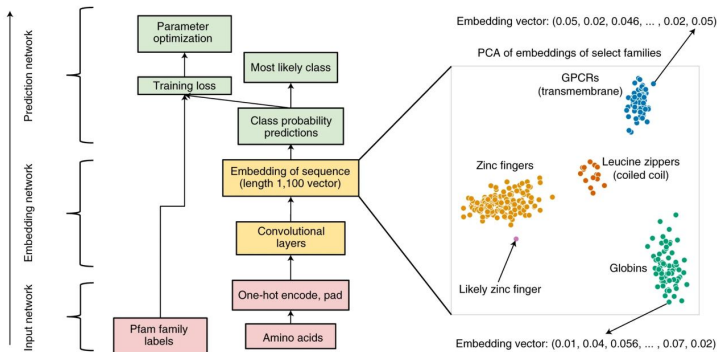 Prediction network
Embedding network
Input network
Parameter
optimization
Training loss
Most likely class
Class probability
predictions
Embedding of sequence
(length 1,100 vector)
Convolutional
layers
One-hot encode, pad
Pfam family
labels
Amino acids
Embedding vector: (0.05, 0.02, 0.046, ... , 0.02, 0.05)
PCA of embeddings of select families
GPCRs
(transmembrane)
Zinc fingers
Leucine zippers
(coiled coil)
Likely zinc finger
Globins
Embedding vector: (0.01, 0.04, 0.056, ... , 0.07, 0.02)